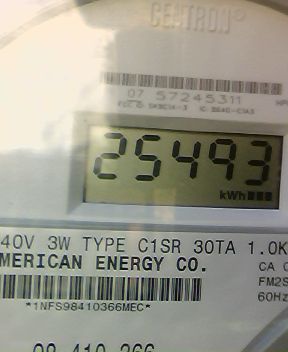 CENTRON®
07 57245311
25493
kWh
40V 3W TYPE C1SR 30TA 1.0K
MERICAN ENERGY CO.
CA 0
FM2S
60Hz
*1NFS98410366MEC*